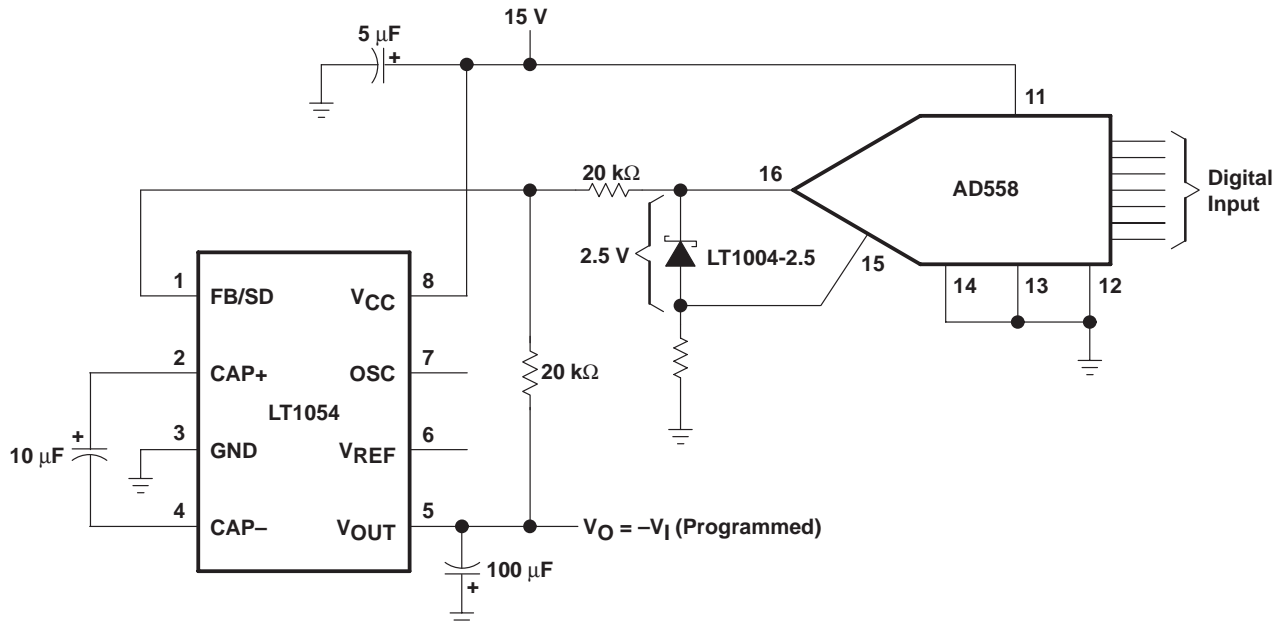 15 V
5 μF
+
11
20 kΩ
16
AD558
Digital
Input
2.5 V
LT1004-2.5
15
14
13
12
1
FB/SD
VCC
8
2
CAP+
OSC
7
20 kΩ
LT1054
+
10 μF
3
GND
VREF
6
4
CAP–
VOUT
5
VO = –VI (Programmed)
100 μF
+